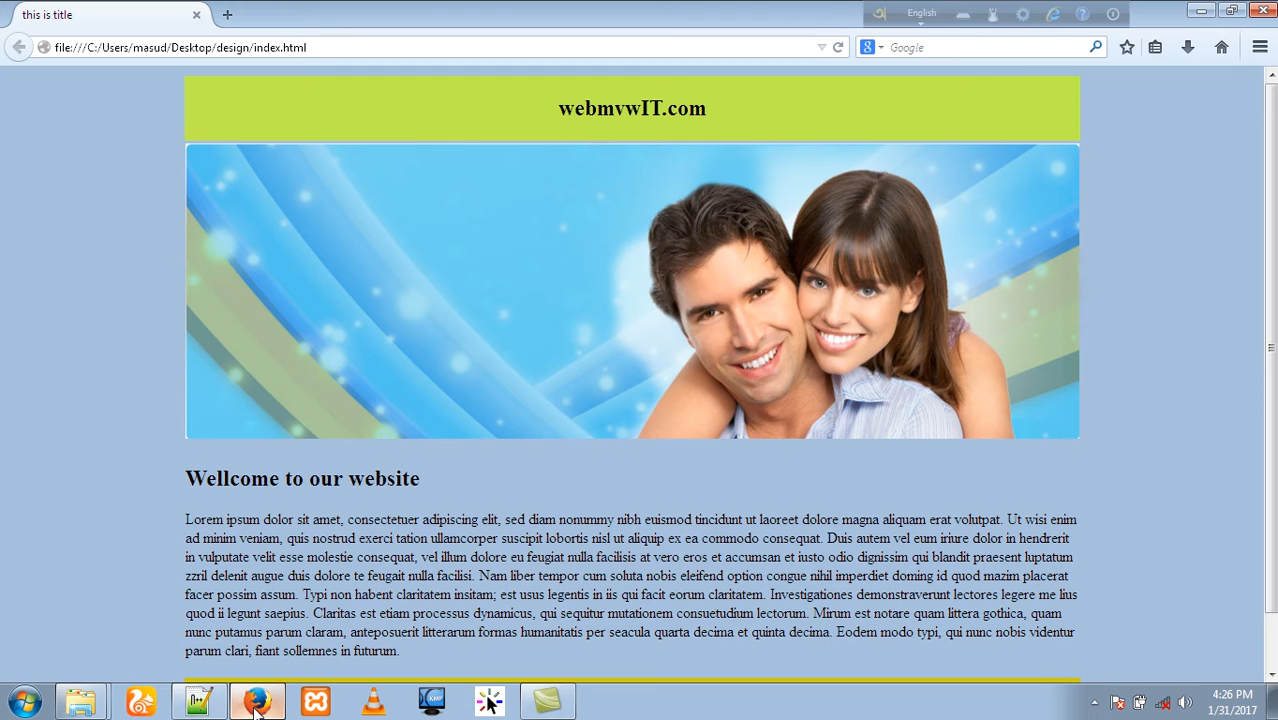 this is title
English
file:///C:/Users/masud/Desktop/design/index.html
Google
webmvwIT.com
Wellcome to our website
Lorem ipsum dolor sit amet, consectetuer adipiscing elit, sed diam nonummy nibh euismod tincidunt ut laoreet dolore magna aliquam erat volutpat. Ut wisi enim
ad minim veniam, quis nostrud exerci tation ullamcorper suscipit lobortis nisl ut aliquip ex ea commodo consequat. Duis autem vel eum iriure dolor in hendrerit
in vulputate velit esse molestie consequat, vel illum dolore eu feugiat nulla facilisis at vero eros et accumsan et iusto odio dignissim qui blandit praesent luptatum
zzril delenit augue duis dolore te feugait nulla facilisi. Nam liber tempor cum soluta nobis eleifend option congue nihil imperdiet doming id quod mazim placerat
facer possim assum. Typi non habent claritatem insitam; est usus legentis in iis qui facit eorum claritatem. Investigationes demonstraverunt lectores legere me lius
quod ii legunt saepius. Claritas est etiam processus dynamicus, qui sequitur mutationem consuetudium lectorum. Mirum est notare quam littera gothica, quam
nunc putamus parum claram, anteposuerit litterarum formas humanitatis per seacula quarta decima et quinta decima. Eodem modo typi, qui nunc nobis videntur
parum clari, fiant sollemnes in futurum.
4:26 PM
1/31/2017